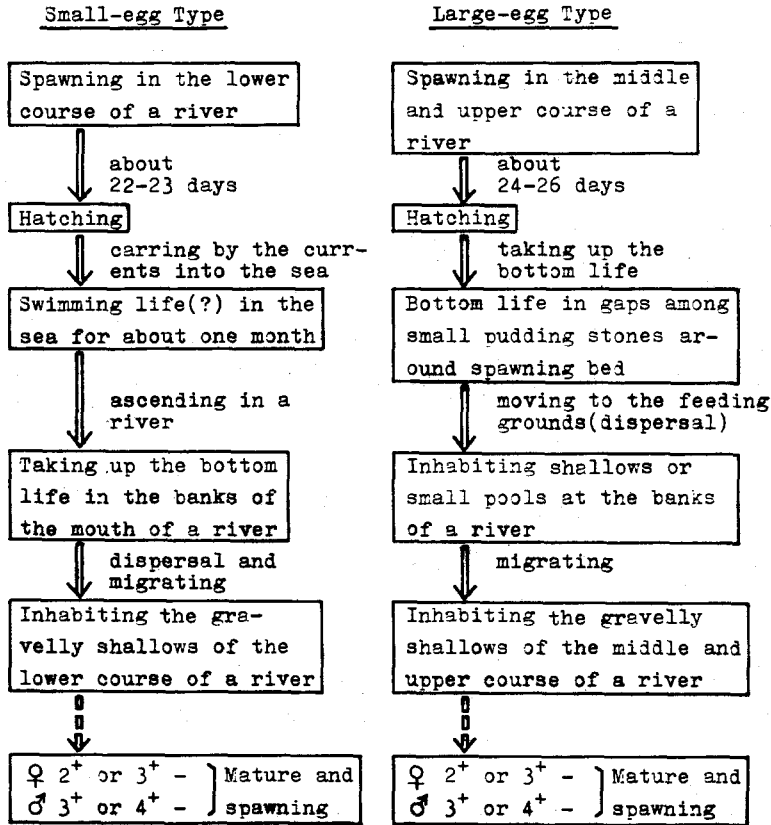 Small-egg Type
Spawning in the lower
course of a river
about
22-23 days
Hatching
carring by the curr-
ents into the sea
Swimming life(?) in the
sea for about one month
ascending in a
river
Taking up the bottom
life in the banks of
the mouth of a river
dispersal and
migrating
Inhabiting the gra-
velly shallows of the
lower course of a river
♀ 2+ or 3+ -
♂ 3+ or 4+ -
Mature and
spawning
Large-egg Type
Spawning in the middle
and upper course of a
river
about
24-26 days
Hatching
taking up the
bottom life
Bottom life in gaps among
small pudding stones ar-
ound spawning bed
moving to the feeding
grounds(dispersal)
Inhabiting shallows or
small pools at the banks
of a river
migrating
Inhabiting the gravelly
shallows of the middle and
upper course of a river
♀ 2+ or 3+ -
♂ 3+ or 4+ -
Mature and
spawning